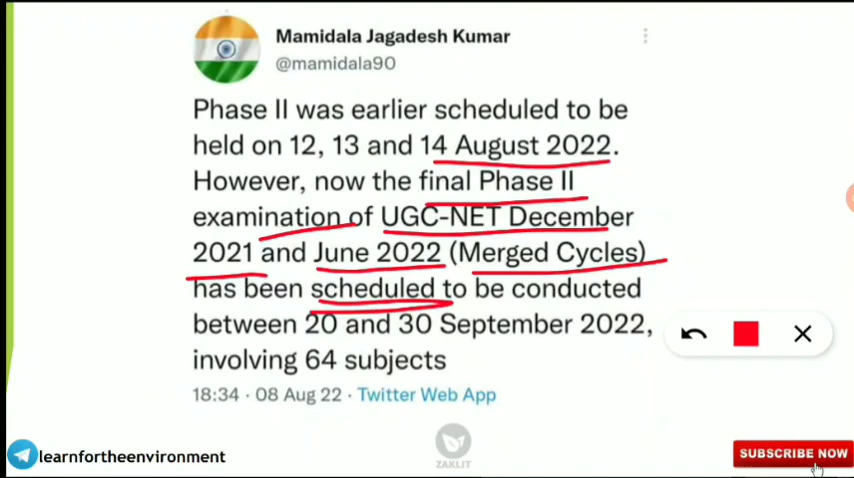 Mamidala Jagadesh Kumar
@mamidala90
Phase II was earlier scheduled to be
held on 12, 13 and 14 August 2022.
However, now the final Phase II
examination of UGC-NET December
2021 and June 2022 (Merged Cycles)
has been scheduled to be conducted
between 20 and 30 September 2022,
involving 64 subjects
18:34 · 08 Aug 22 · Twitter Web App
ZAKLIT
learnfortheenvironment
SUBSCRIBE NOW